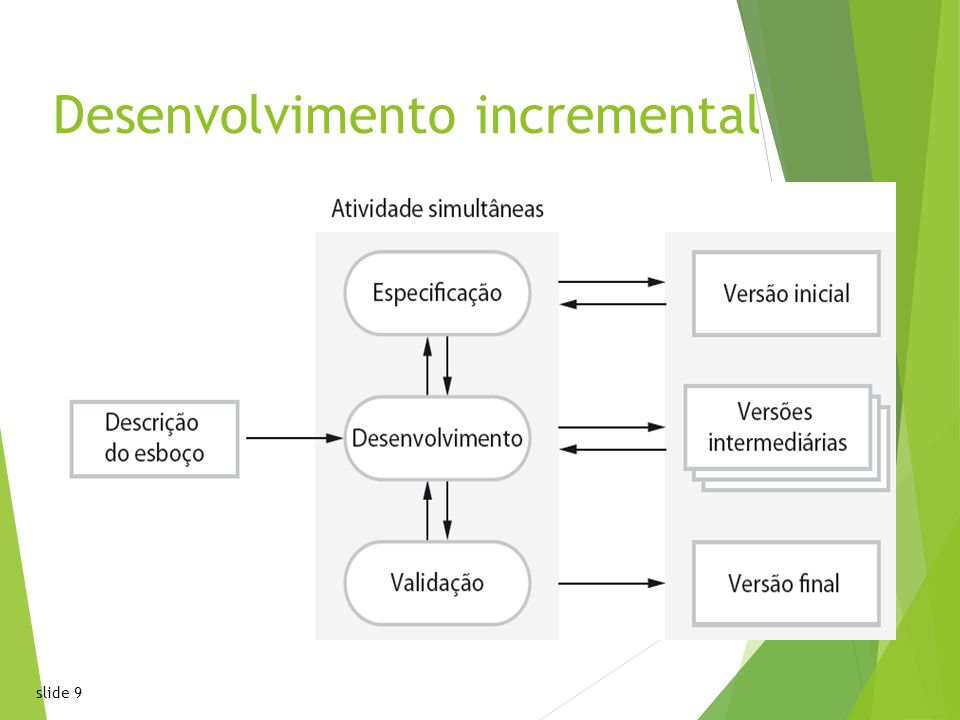 Desenvolvimento incremental
Atividade simultâneas
Especificação
Versão inicial
Descrição
do esboço
Desenvolvimento
Versões
intermediárias
Validação
Versão final
slide 9